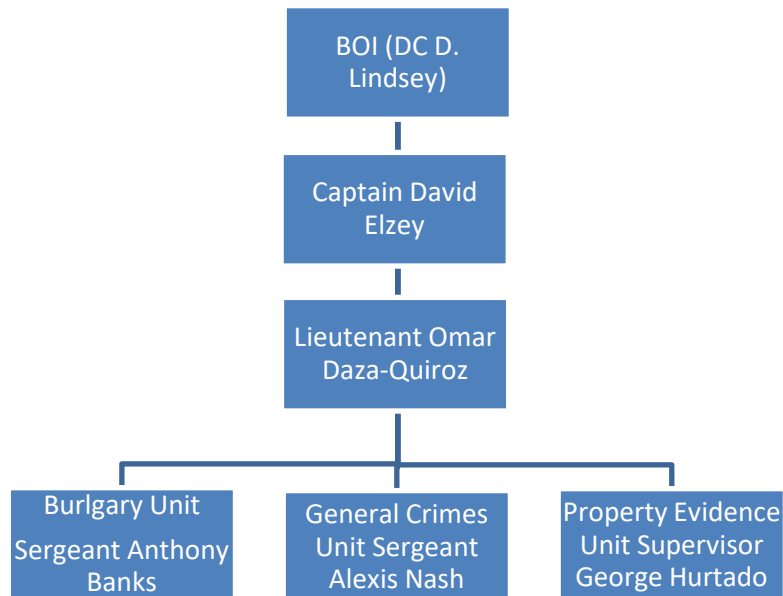 BOI (DC D.
Lindsey)
Captain David
Elzey
Lieutenant Omar
Daza-Quiroz
Burlgary Unit
Sergeant Anthony
Banks
General Crimes
Unit Sergeant
Alexis Nash
Property Evidence
Unit Supervisor
George Hurtado